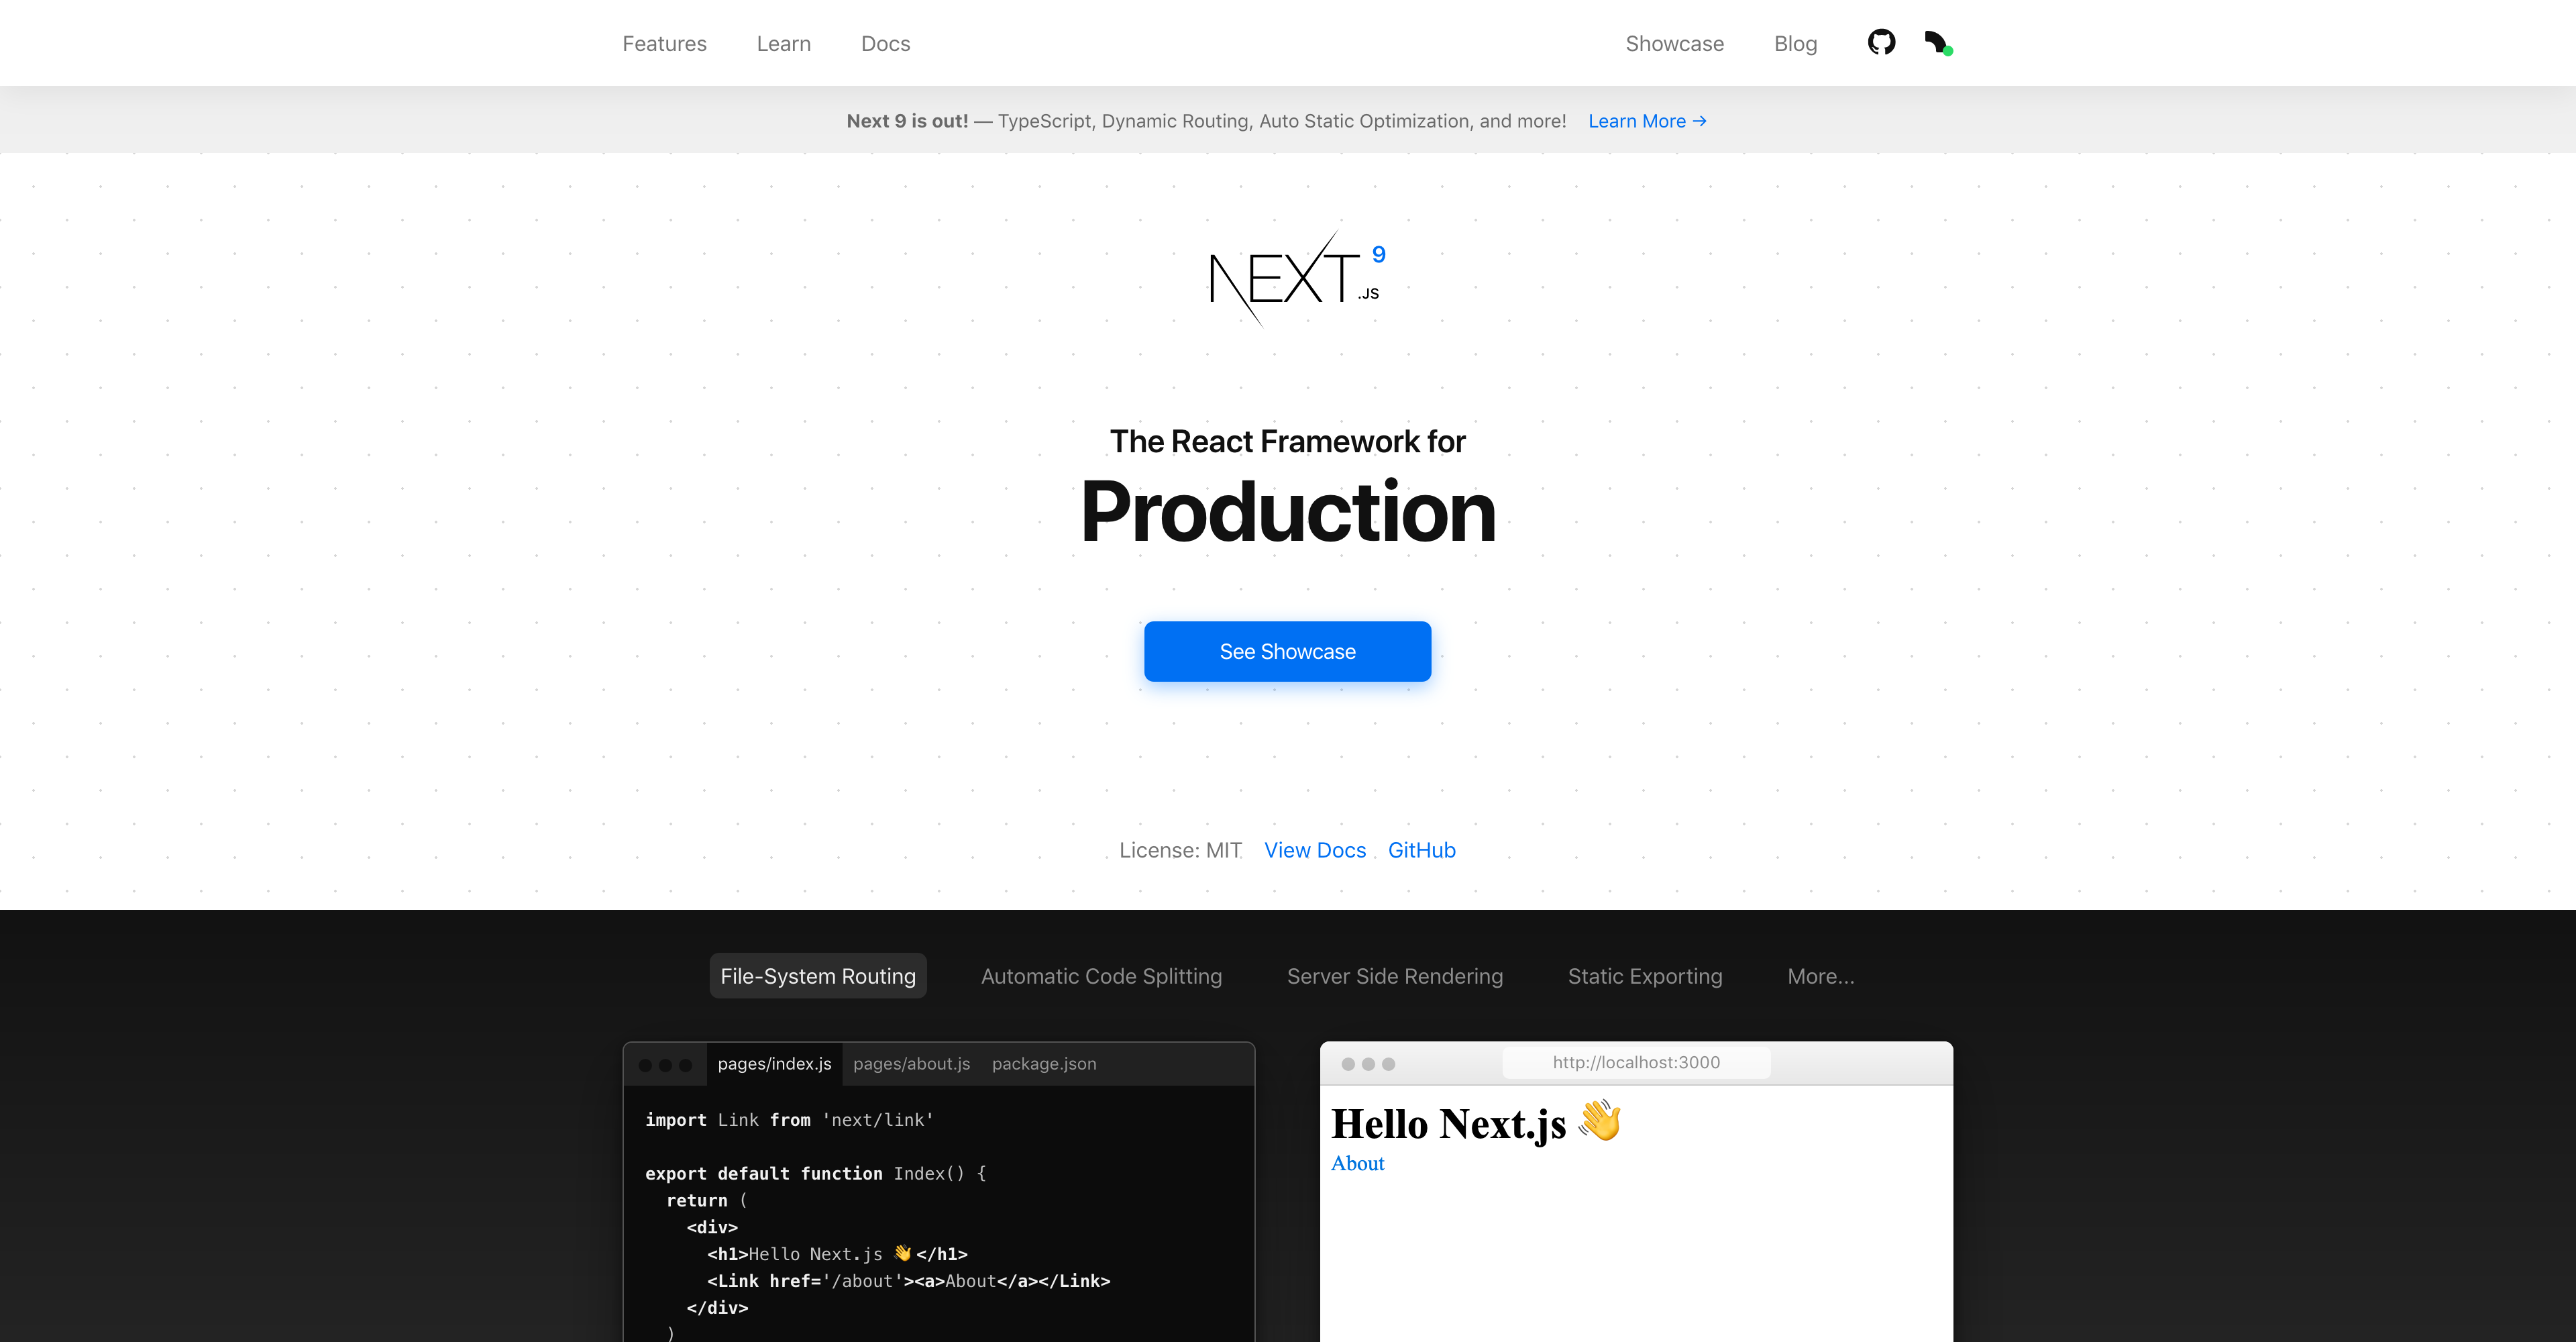 Features Learn Docs Showcase Blog
Next 9 is out! — TypeScript, Dynamic Routing, Auto Static Optimization, and more! Learn More →
NEXT.JS 9
The React Framework for
Production
See Showcase
License: MIT View Docs GitHub
File-System Routing Automatic Code Splitting Server Side Rendering Static Exporting More...
pages/index.js pages/about.js package.json
import Link from 'next/link'
export default function Index() {
return (
<div>
<h1>Hello Next.js 👋</h1>
<Link href='/about'><a>About</a></Link>
</div>
)
http://localhost:3000
Hello Next.js 👋
About